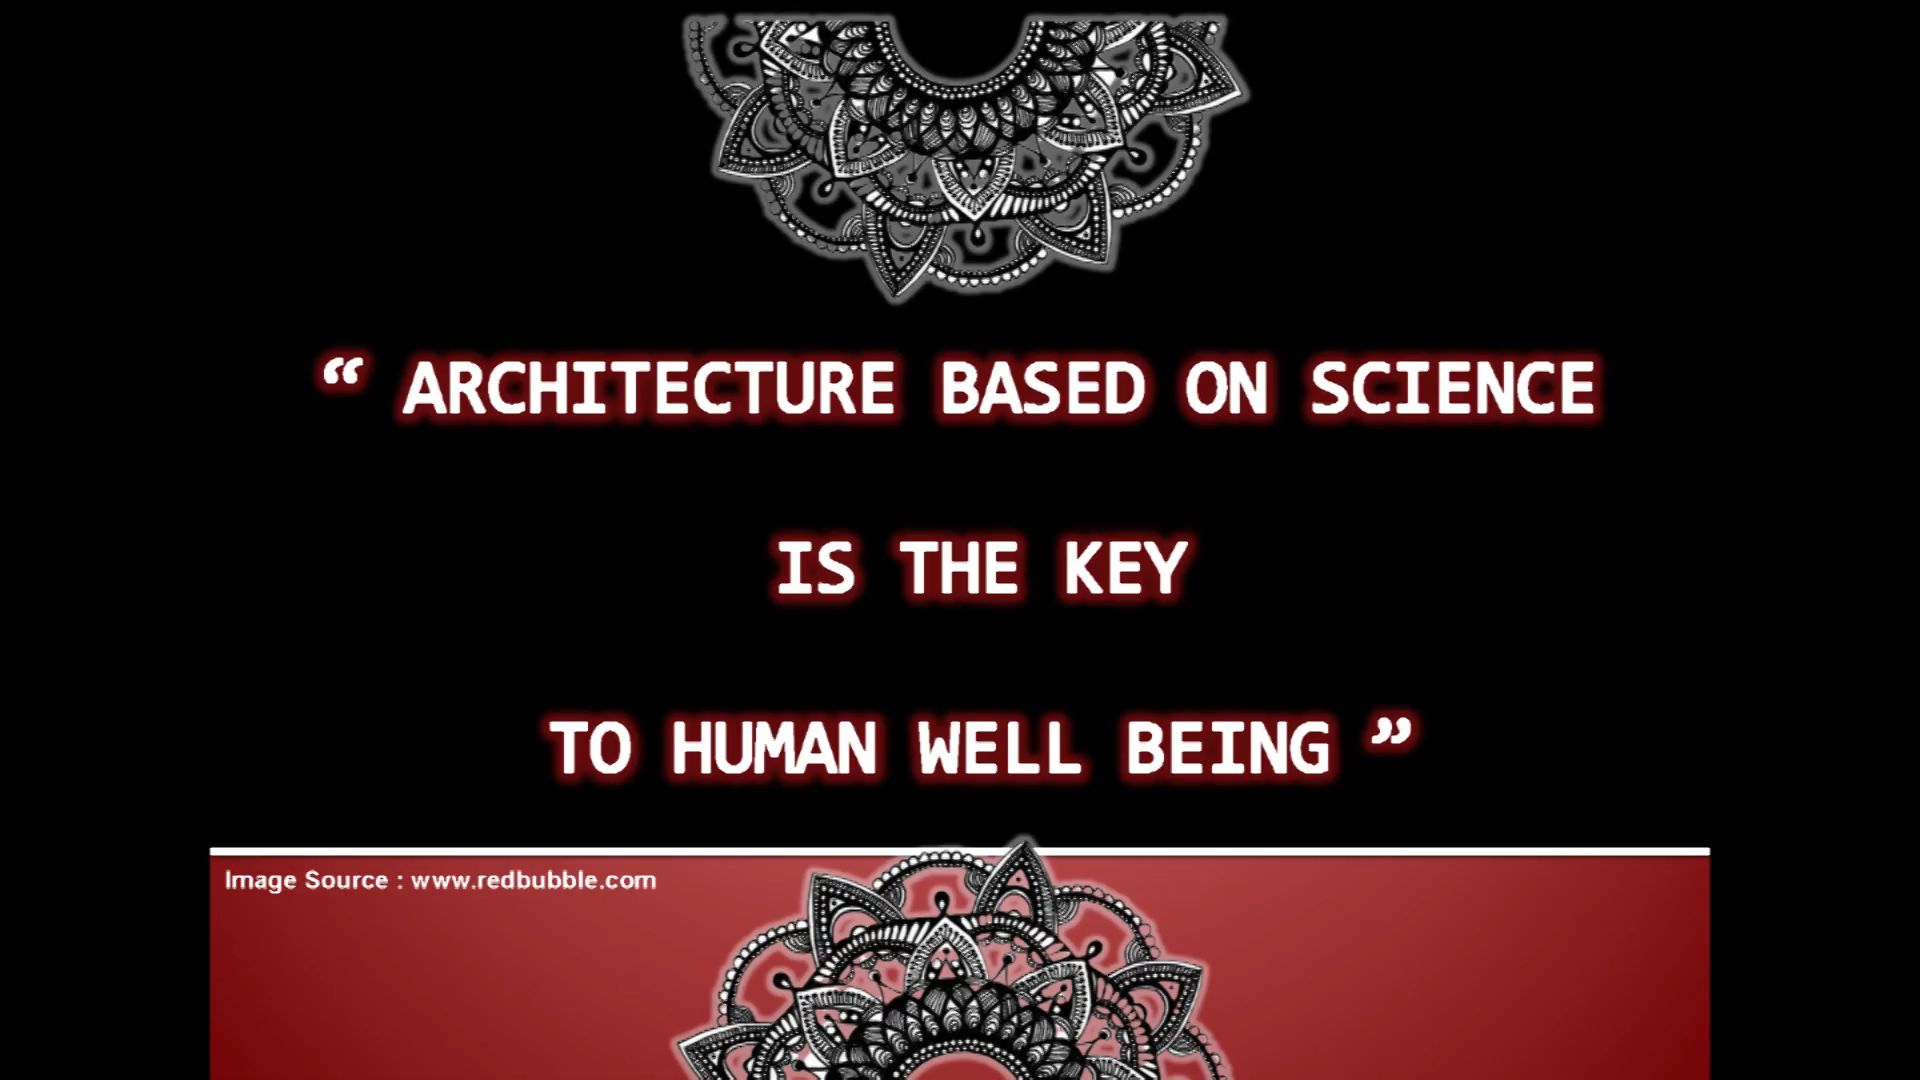 “ ARCHITECTURE BASED ON SCIENCE
IS THE KEY
TO HUMAN WELL BEING ”
Image Source : www.redbubble.com